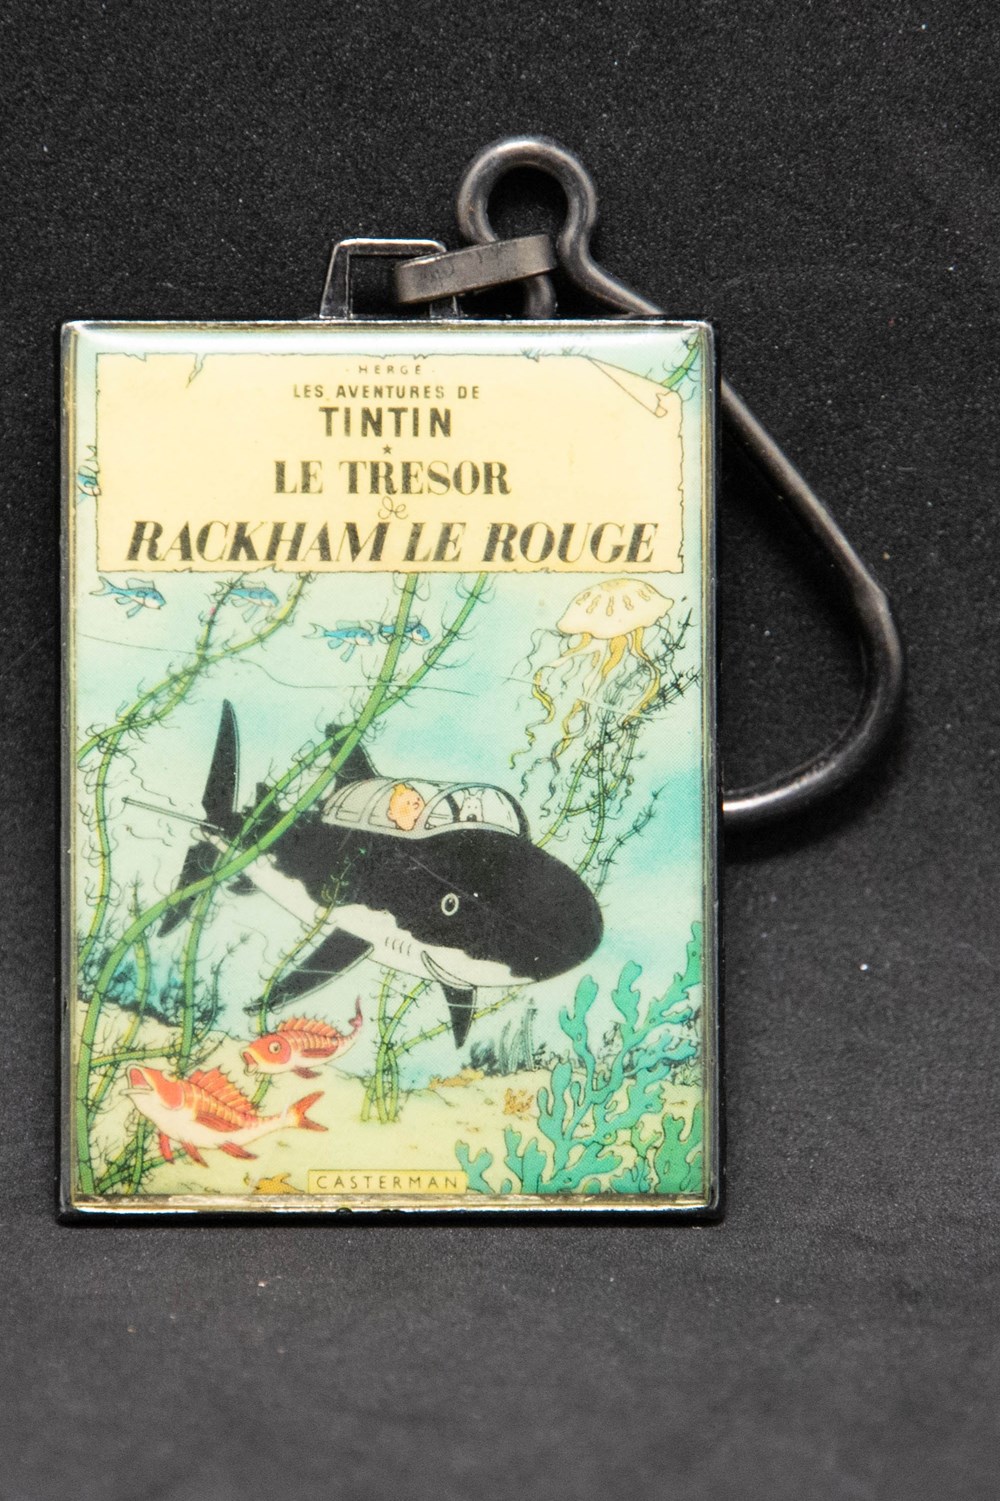 · HERGÉ ·
LES AVENTURES DE
TINTIN
★
LE TRESOR
de
RACKHAM LE ROUGE
CASTERMAN